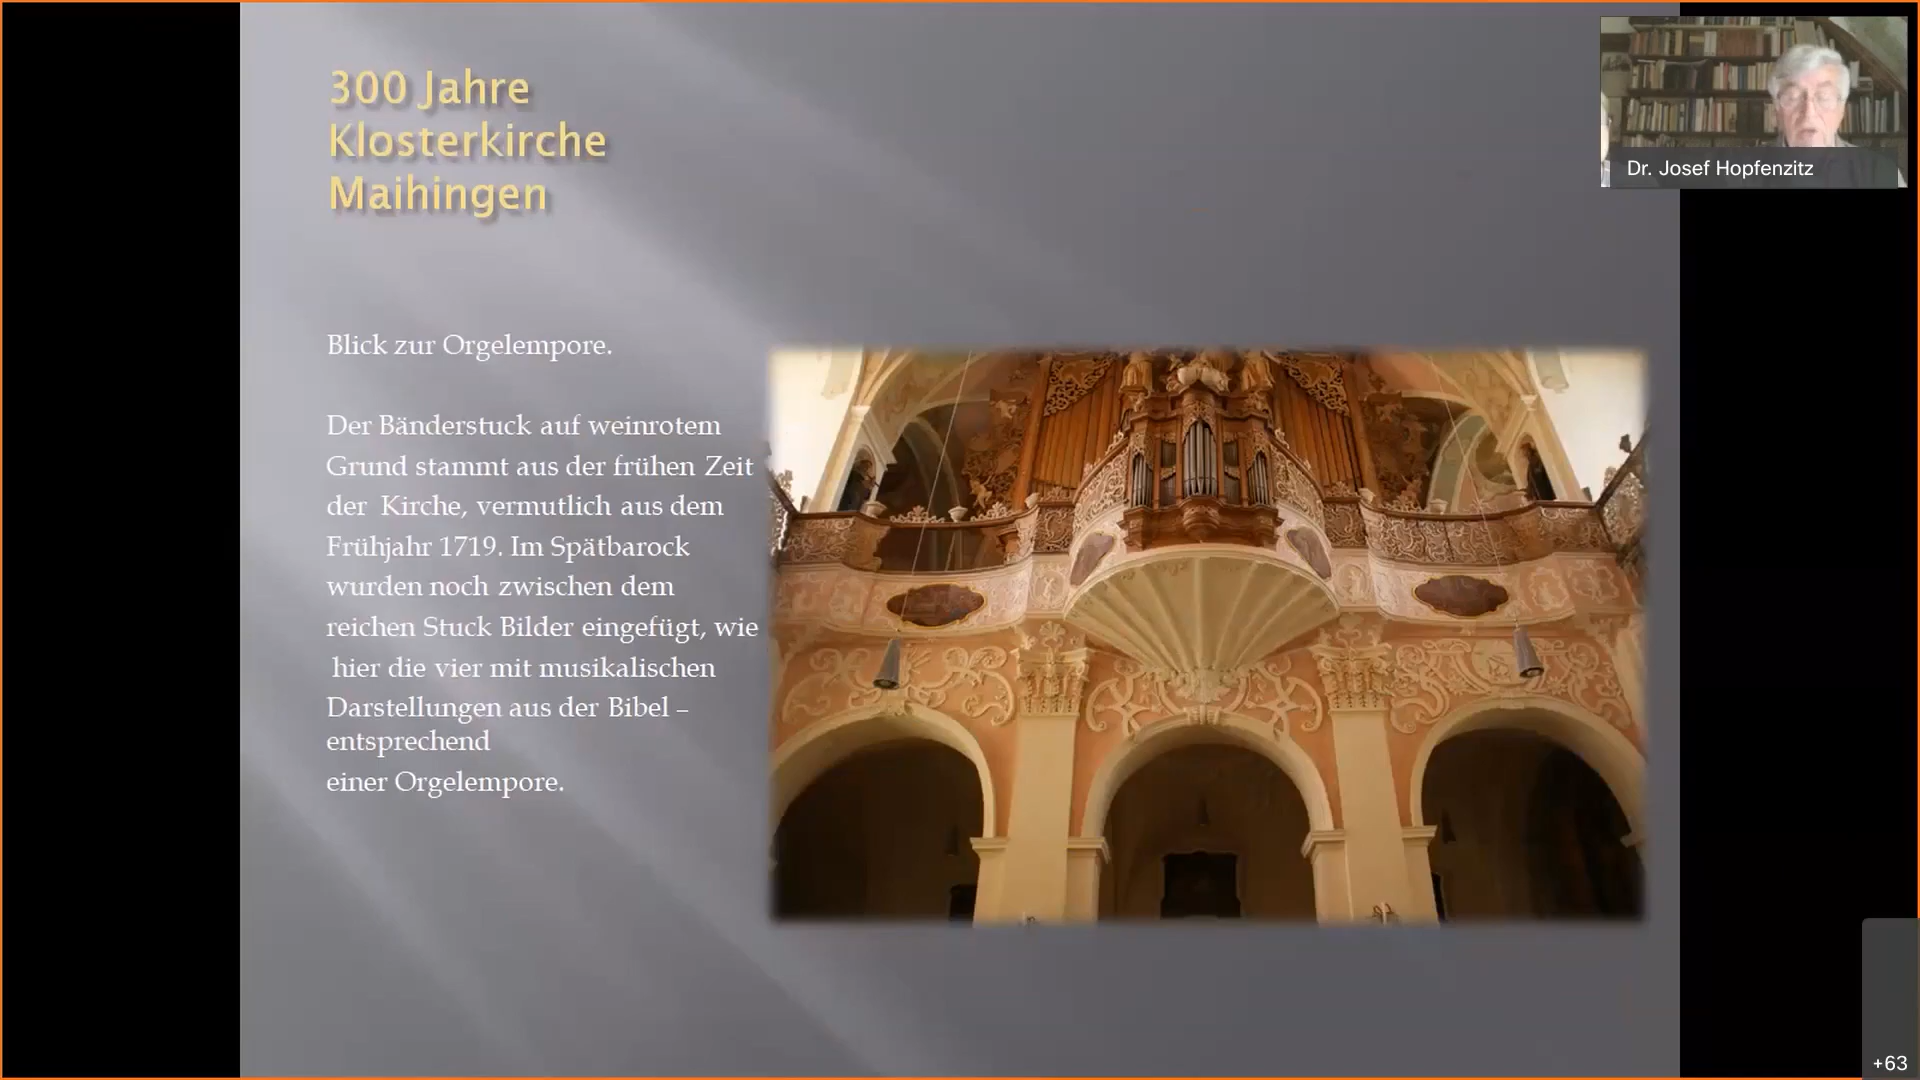 300 Jahre
Klosterkirche
Maihingen
Dr. Josef Hopfenzitz
Blick zur Orgelempore.
Der Bänderstuck auf weinrotem
Grund stammt aus der frühen Zeit
der Kirche, vermutlich aus dem
Frühjahr 1719. Im Spätbarock
wurden noch zwischen dem
reichen Stuck Bilder eingefügt, wie
hier die vier mit musikalischen
Darstellungen aus der Bibel –
entsprechend
einer Orgelempore.
+63